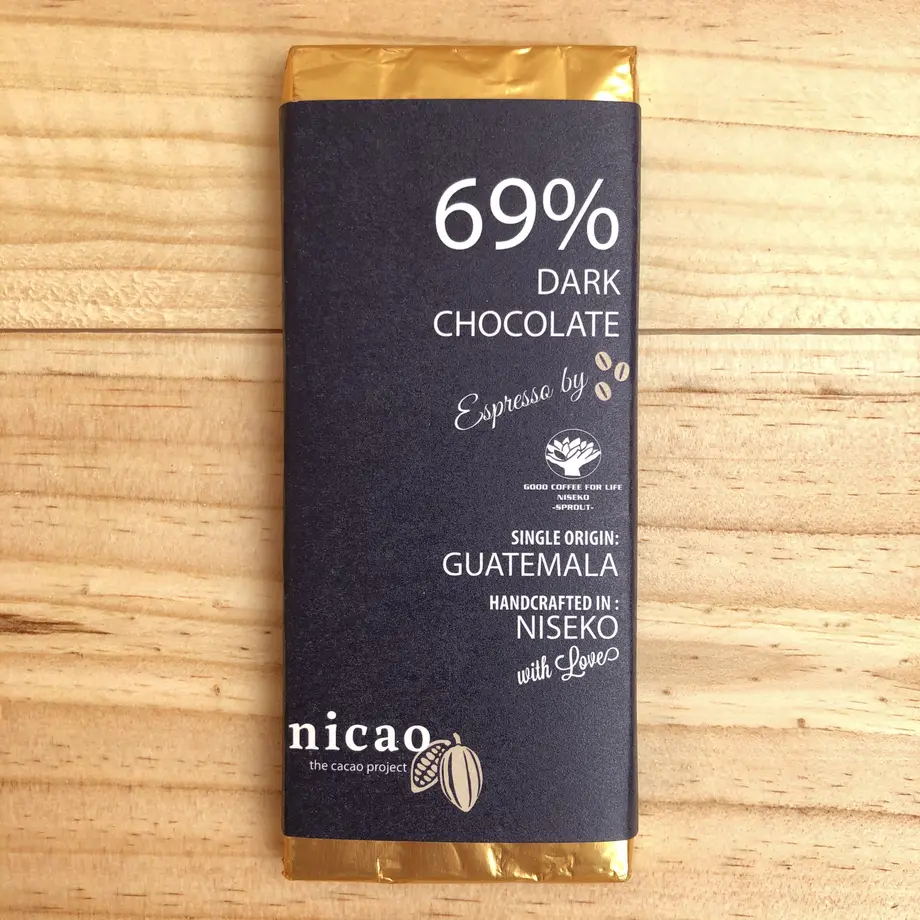 69%
DARK
CHOCOLATE
Espresso by
GOOD COFFEE FOR LIFE
NISEKO
-SPROUT-
SINGLE ORIGIN:
GUATEMALA
HANDCRAFTED IN :
NISEKO
with Love
nicao
the cacao project